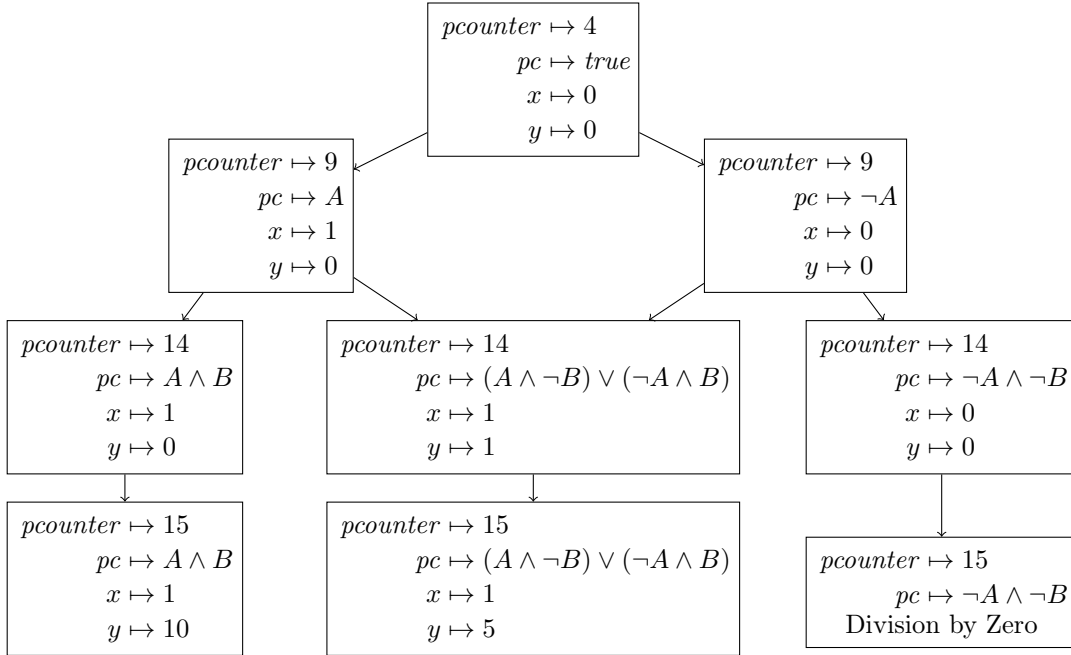 pcounter ↦ 4
pc ↦ true
x ↦ 0
y ↦ 0
pcounter ↦ 9
pc ↦ A
x ↦ 1
y ↦ 0
pcounter ↦ 9
pc ↦ ¬A
x ↦ 0
y ↦ 0
pcounter ↦ 14
pc ↦ A ∧ B
x ↦ 1
y ↦ 0
pcounter ↦ 14
pc ↦ (A ∧ ¬B) ∨ (¬A ∧ B)
x ↦ 1
y ↦ 1
pcounter ↦ 14
pc ↦ ¬A ∧ ¬B
x ↦ 0
y ↦ 0
pcounter ↦ 15
pc ↦ A ∧ B
x ↦ 1
y ↦ 10
pcounter ↦ 15
pc ↦ (A ∧ ¬B) ∨ (¬A ∧ B)
x ↦ 1
y ↦ 5
pcounter ↦ 15
pc ↦ ¬A ∧ ¬B
Division by Zero